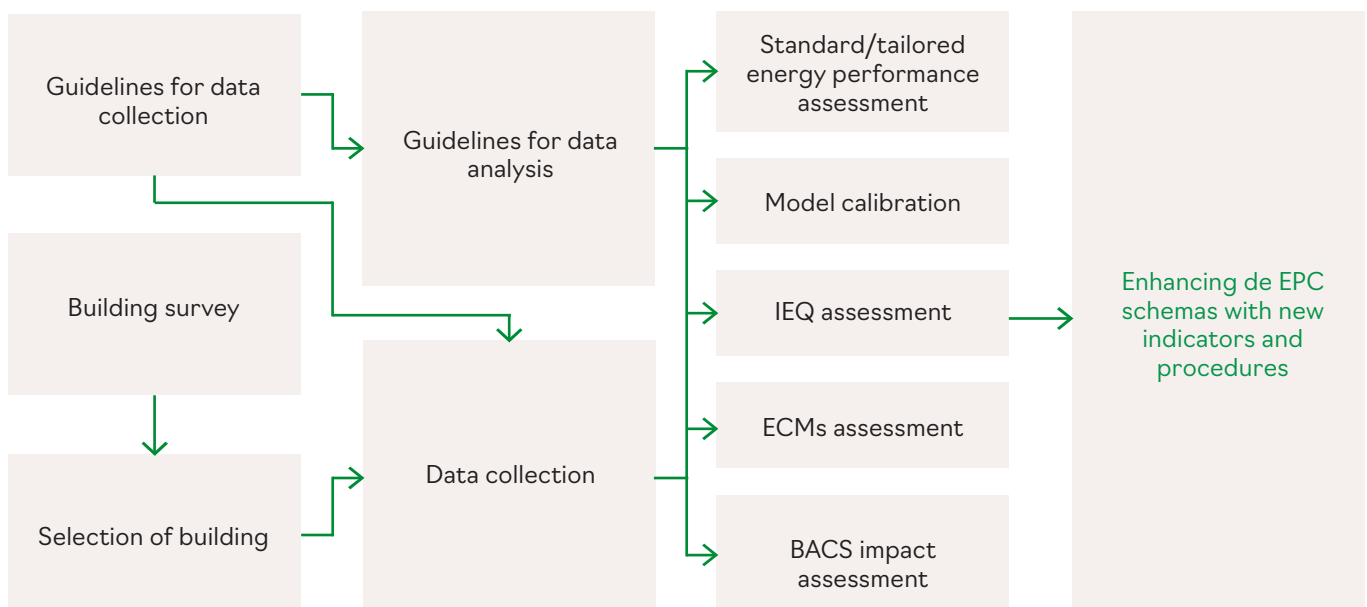 Guidelines for data
collection
Building survey
Selection of building
Guidelines for data
analysis
Data collection
Standard/tailored
energy performance
assessment
Model calibration
IEQ assessment
ECMs assessment
BACS impact
assessment
Enhancing de EPC
schemas with new
indicators and
procedures